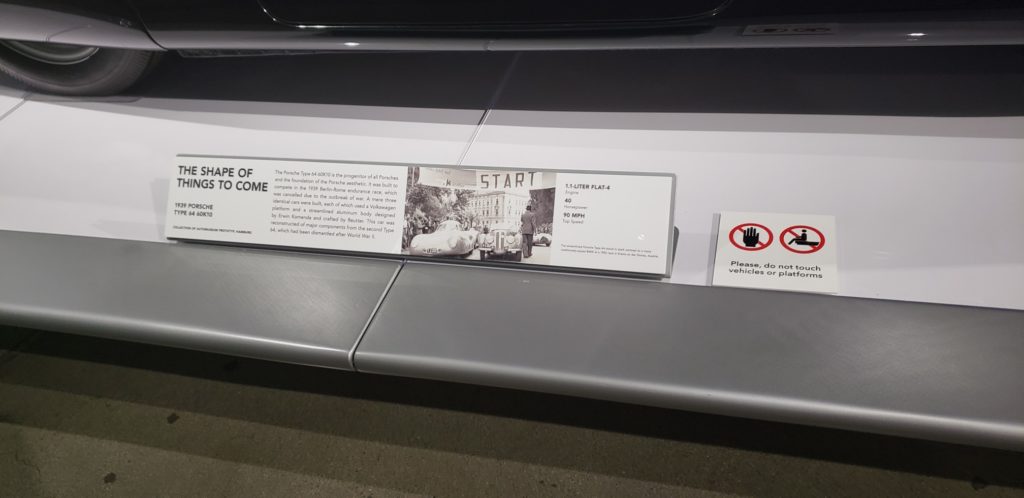 THE SHAPE OF
THINGS TO COME
1939 PORSCHE
TYPE 64 60K10
COLLECTION OF AUTOMUSEUM PROTOTYP, HAMBURG
The Porsche Type 64 60K10 is the progenitor of all Porsches
and the foundation of the Porsche aesthetic. It was built to
compete in the 1939 Berlin-Rome endurance race, which
was cancelled due to the outbreak of war. A mere three
identical cars were built, each of which used a Volkswagen
platform and a streamlined aluminum body designed
by Erwin Komenda and crafted by Reutter. This car was
reconstructed of major components from the second Type
64, which had been dismantled after World War II.
START
1.1-LITER FLAT-4
Engine
40
Horsepower
90 MPH
Top Speed
Please, do not touch
vehicles or platforms